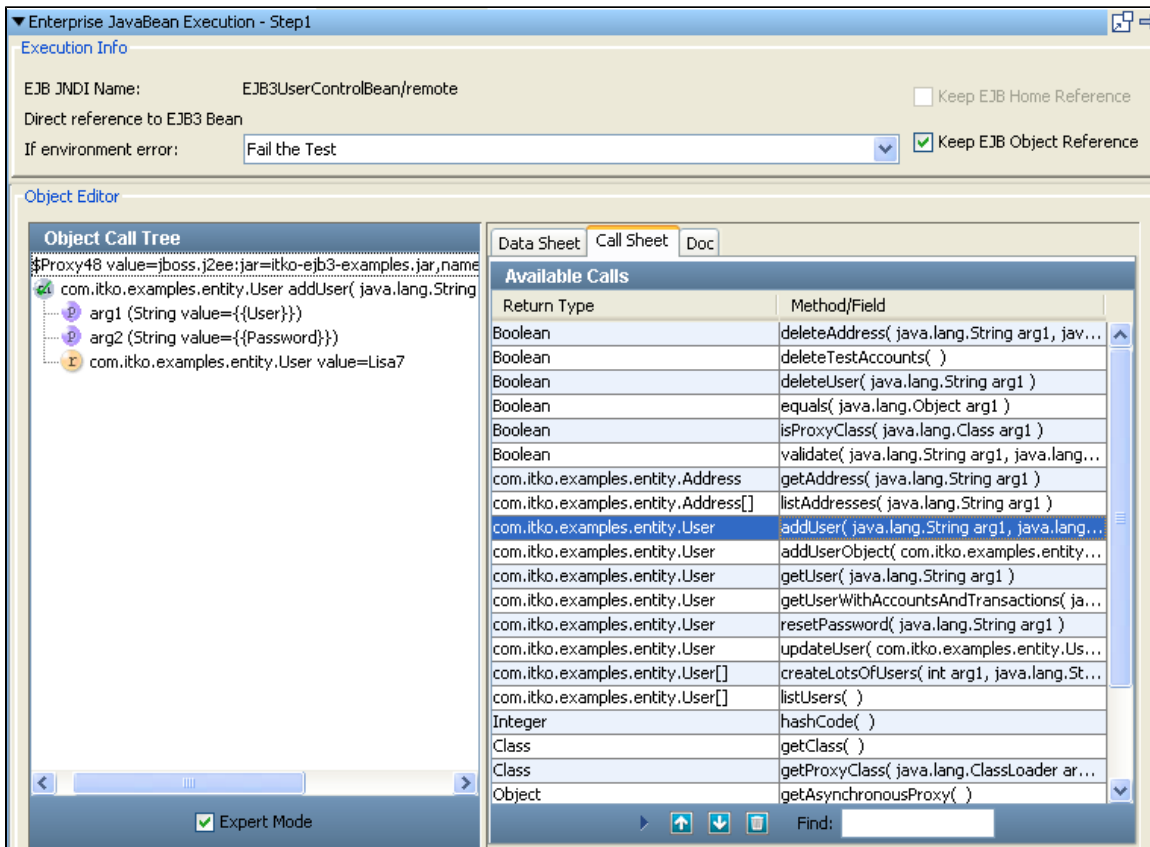 Enterprise JavaBean Execution - Step1
Execution Info
EJB JNDI Name: EJB3UserControlBean/remote
Keep EJB Home Reference
Direct reference to EJB3 Bean
If environment error: Fail the Test
Keep EJB Object Reference
Object Editor
Object Call Tree
$Proxy48 value=jboss.j2ee:jar=itko-ejb3-examples.jar,name
com.itko.examples.entity.User addUser( java.lang.String
arg1 (String value={{User}})
arg2 (String value={{Password}})
com.itko.examples.entity.User value=Lisa7
Expert Mode
Data Sheet Call Sheet Doc
Available Calls
Return Type Method/Field
Boolean deleteAddress( java.lang.String arg1, jav...
Boolean deleteTestAccounts( )
Boolean deleteUser( java.lang.String arg1 )
Boolean equals( java.lang.Object arg1 )
Boolean isProxyClass( java.lang.Class arg1 )
Boolean validate( java.lang.String arg1, java.lang...
com.itko.examples.entity.Address getAddress( java.lang.String arg1 )
com.itko.examples.entity.Address[] listAddresses( java.lang.String arg1 )
com.itko.examples.entity.User addUser( java.lang.String arg1, java.lang...
com.itko.examples.entity.User addUserObject( com.itko.examples.entity...
com.itko.examples.entity.User getUser( java.lang.String arg1 )
com.itko.examples.entity.User getUserWithAccountsAndTransactions( ja...
com.itko.examples.entity.User resetPassword( java.lang.String arg1 )
com.itko.examples.entity.User updateUser( com.itko.examples.entity.Us...
com.itko.examples.entity.User[] createLotsOfUsers( int arg1, java.lang.St...
com.itko.examples.entity.User[] listUsers( )
Integer hashCode( )
Class getClass( )
Class getProxyClass( java.lang.ClassLoader ar...
Object getAsynchronousProxy( )
Find: